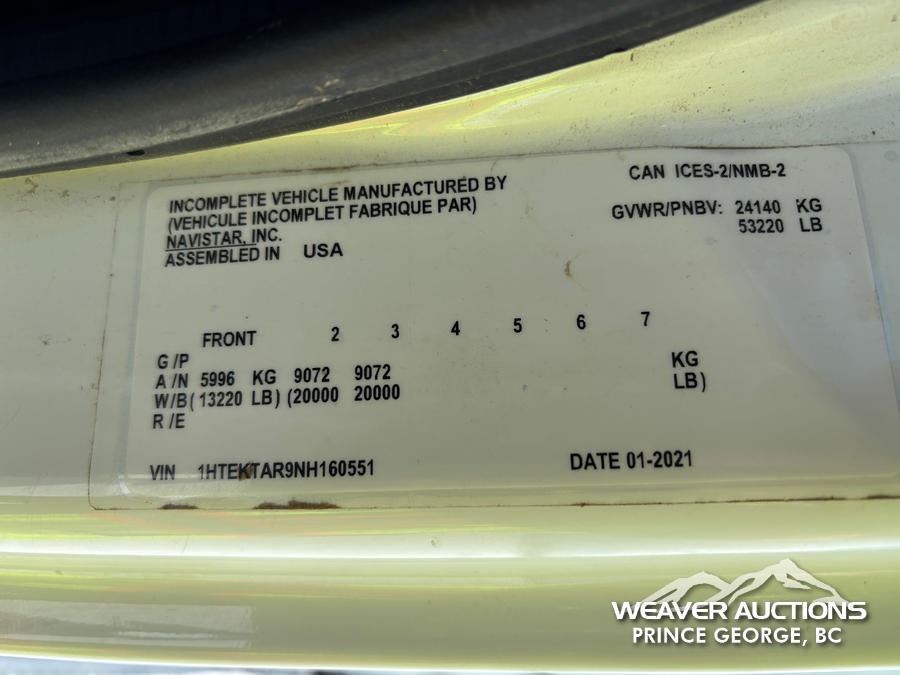 INCOMPLETE VEHICLE MANUFACTURED BY
(VEHICULE INCOMPLET FABRIQUE PAR)
NAVISTAR, INC.
ASSEMBLED IN USA
CAN ICES-2/NMB-2
GVWR/PNBV: 24140 KG
53220 LB
FRONT 2 3 4 5 6 7
G /P
A /N 5996 KG 9072 9072 KG
W/B( 13220 LB) (20000 20000 LB)
R /E
VIN 1HTEKTAR9NH160551 DATE 01-2021
WEAVER AUCTIONS
PRINCE GEORGE, BC